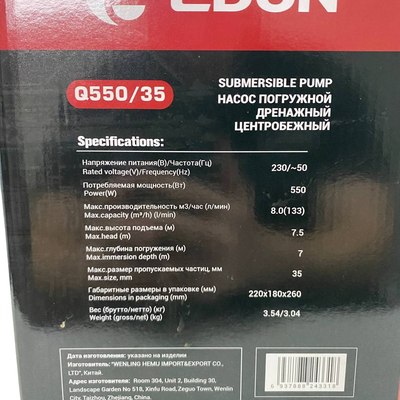 EDON
Q550/35
SUBMERSIBLE PUMP
НАСОС ПОГРУЖНОЙ
ДРЕНАЖНЫЙ
ЦЕНТРОБЕЖНЫЙ
Specifications:
Напряжение питания(В)/Частота(Гц)
Rated voltage(V)/Frequency(Hz)
230/~50
Потребляемая мощность(Вт)
Power(W)
550
Макс.производительность м3/час (л/мин)
Max.capacity (m³/h) (l/min)
8.0(133)
Макс.высота подъема (м)
Max.head (m)
7.5
Макс.глубина погружения (м)
Max.immersion depth (m)
7
Макс.размер пропускаемых частиц, мм
Max.size, mm
35
Габаритные размеры в упаковке (мм)
Dimensions in packaging (mm)
220x180x260
Вес (брутто/нетто) (кг)
Weight (gross/net) (kg)
3.54/3.04
Дата изготовления: указано на изделии
Изготовитель: "WENLING HEMU IMPORT&EXPORT CO.,
LTD", Китай.
Адрес изготовителя: Room 304, Unit 2, Building 30,
Landscape Garden No 518, Xinfu Road, Zeguo Town, Wenlin
City, Taizhou, Zhejiang, China.